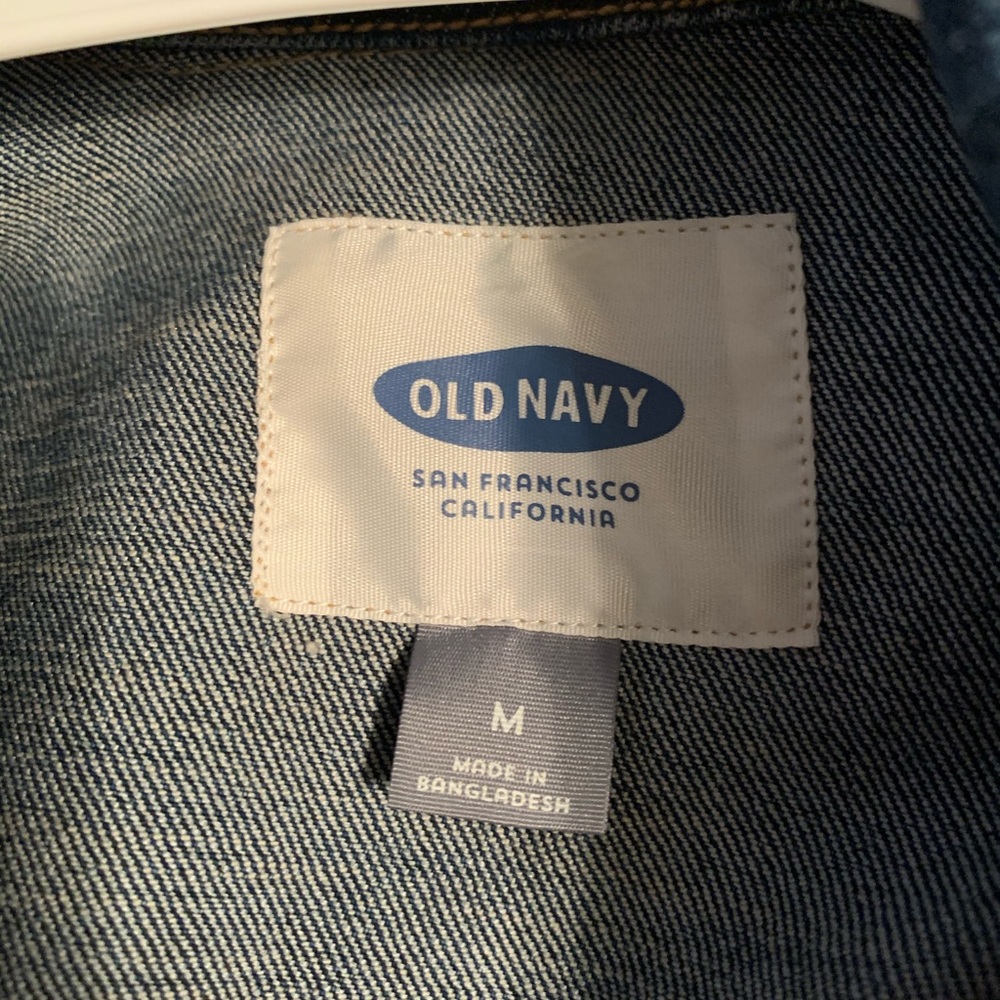 OLD NAVY
SAN FRANCISCO
CALIFORNIA
M
MADE IN
BANGLADESH